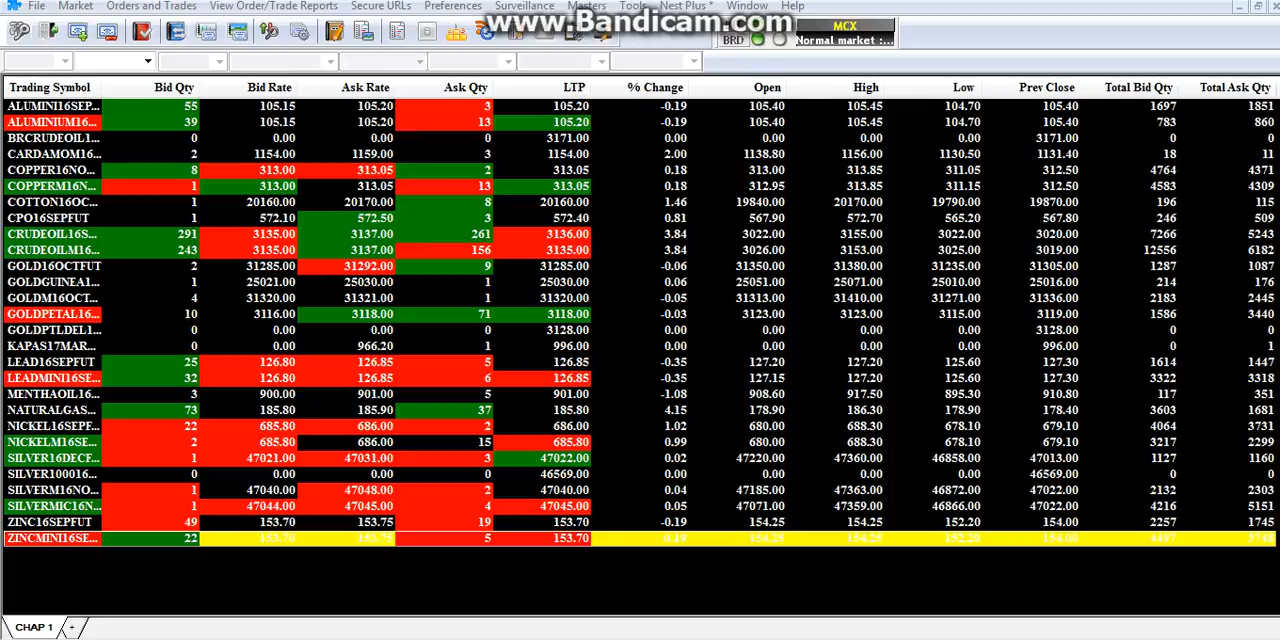 File Market Orders and Trades View Order/Trade Reports Secure URLs Preferences Surveillance Masters Tools Nest Plus * Window Help
www.Bandicam.com
MCX
BRD Normal market :...
Trading Symbol Bid Qty Bid Rate Ask Rate Ask Qty LTP % Change Open High Low Prev Close Total Bid Qty Total Ask Qty
ALUMINI16SEP... 55 105.15 105.20 3 105.20 -0.19 105.40 105.45 104.70 105.40 1697 1851
ALUMINIUM16... 39 105.15 105.20 13 105.20 -0.19 105.40 105.45 104.70 105.40 783 860
BRCRUDEOIL1... 0 0.00 0.00 0 3171.00 0.00 0.00 0.00 0.00 3171.00 0 0
CARDAMOM16... 2 1154.00 1159.00 3 1154.00 2.00 1138.80 1156.00 1130.50 1131.40 18 11
COPPER16NO... 8 313.00 313.05 2 313.05 0.18 313.00 313.85 311.05 312.50 4764 4371
COPPERM16N... 1 313.00 313.05 13 313.05 0.18 312.95 313.85 311.15 312.50 4583 4309
COTTON16OC... 1 20160.00 20170.00 8 20160.00 1.46 19840.00 20170.00 19790.00 19870.00 196 115
CPO16SEPFUT 1 572.10 572.50 3 572.40 0.81 567.90 572.70 565.20 567.80 246 509
CRUDEOIL16S... 291 3135.00 3137.00 261 3136.00 3.84 3022.00 3155.00 3022.00 3020.00 7266 5243
CRUDEOILM16... 243 3135.00 3137.00 156 3135.00 3.84 3026.00 3153.00 3025.00 3019.00 12556 6182
GOLD16OCTFUT 2 31285.00 31292.00 9 31285.00 -0.06 31350.00 31380.00 31235.00 31305.00 1287 1087
GOLDGUINEA1... 1 25021.00 25030.00 1 25030.00 0.06 25051.00 25071.00 25010.00 25016.00 214 176
GOLDM16OCT... 4 31320.00 31321.00 1 31320.00 -0.05 31313.00 31410.00 31271.00 31336.00 2183 2445
GOLDPETAL16... 10 3116.00 3118.00 71 3118.00 -0.03 3123.00 3123.00 3115.00 3119.00 1586 3440
GOLDPTLDEL1... 0 0.00 0.00 0 3128.00 0.00 0.00 0.00 0.00 3128.00 0 0
KAPAS17MAR... 0 0.00 966.20 1 996.00 0.00 0.00 0.00 0.00 996.00 0 1
LEAD16SEPFUT 25 126.80 126.85 5 126.85 -0.35 127.20 127.20 125.60 127.30 1614 1447
LEADMINI16SE... 32 126.80 126.85 6 126.85 -0.35 127.15 127.20 125.60 127.30 3322 3318
MENTHAOIL16... 3 900.00 901.00 5 901.00 -1.08 908.60 917.50 895.30 910.80 117 351
NATURALGAS... 73 185.80 185.90 37 185.80 4.15 178.90 186.30 178.90 178.40 3603 1681
NICKEL16SEPF... 22 685.80 686.00 2 686.00 1.02 680.00 688.30 678.10 679.10 4064 3731
NICKELM16SE... 2 685.80 686.00 15 685.80 0.99 680.00 688.30 678.10 679.10 3217 2299
SILVER16DECF... 1 47021.00 47031.00 3 47022.00 0.02 47220.00 47360.00 46858.00 47013.00 1127 1160
SILVER100016... 0 0.00 0.00 0 46569.00 0.00 0.00 0.00 0.00 46569.00 0 0
SILVERM16NO... 1 47040.00 47048.00 2 47040.00 0.04 47185.00 47363.00 46872.00 47022.00 2132 2303
SILVERMIC16N... 1 47044.00 47045.00 4 47045.00 0.05 47071.00 47359.00 46866.00 47022.00 4216 5151
ZINC16SEPFUT 49 153.70 153.75 19 153.70 -0.19 154.25 154.25 152.20 154.00 2257 1745
ZINCMINI16SE... 22 153.70 153.75 5 153.70 0.19 154.25 154.25 152.20 154.00
CHAP 1 +